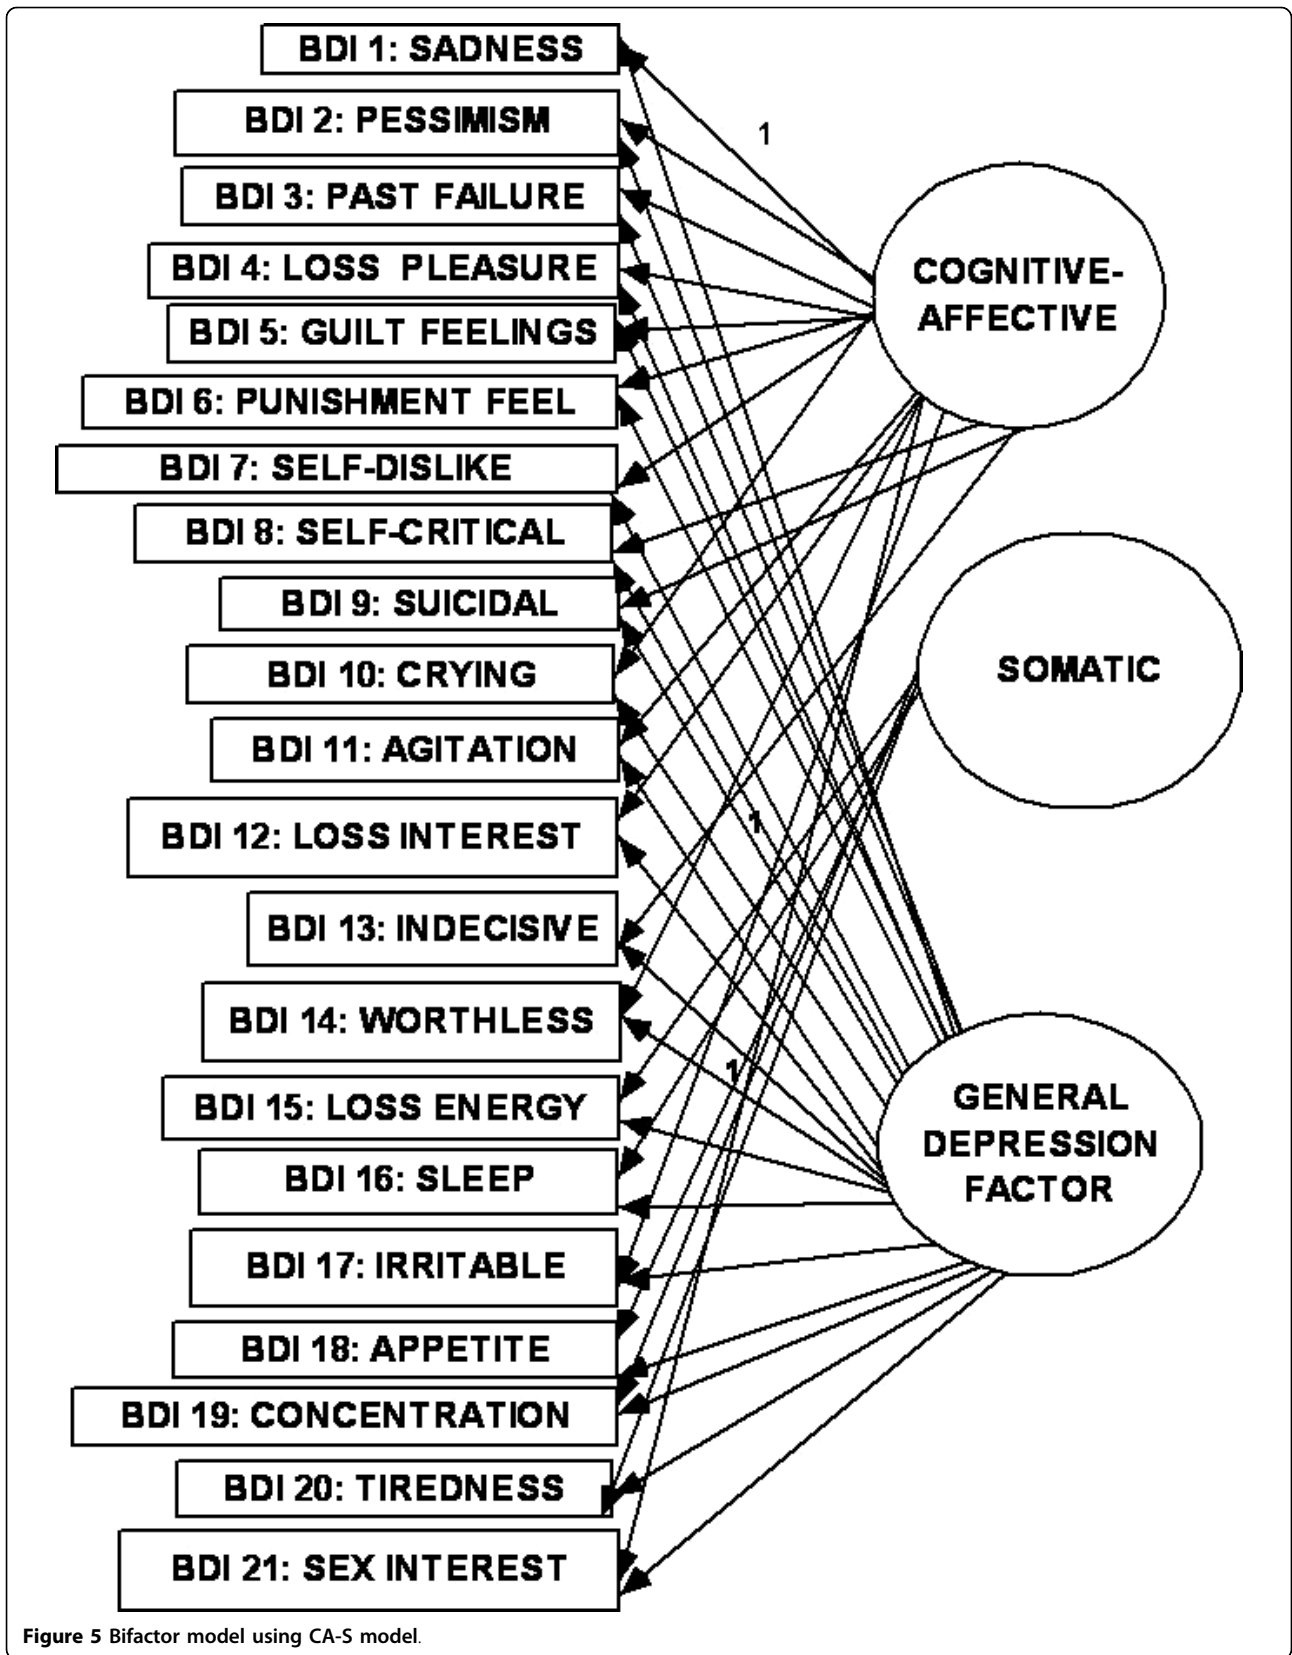 BDI 1: SADNESS
BDI 2: PESSIMISM
BDI 3: PAST FAILURE
BDI 4: LOSS PLEASURE
BDI 5: GUILT FEELINGS
BDI 6: PUNISHMENT FEEL
BDI 7: SELF-DISLIKE
BDI 8: SELF-CRITICAL
BDI 9: SUICIDAL
BDI 10: CRYING
BDI 11: AGITATION
BDI 12: LOSS INTEREST
BDI 13: INDECISIVE
BDI 14: WORTHLESS
BDI 15: LOSS ENERGY
BDI 16: SLEEP
BDI 17: IRRITABLE
BDI 18: APPETITE
BDI 19: CONCENTRATION
BDI 20: TIREDNESS
BDI 21: SEX INTEREST
1
1
1
COGNITIVE-
AFFECTIVE
SOMATIC
GENERAL
DEPRESSION
FACTOR
Figure 5 Bifactor model using CA-S model.